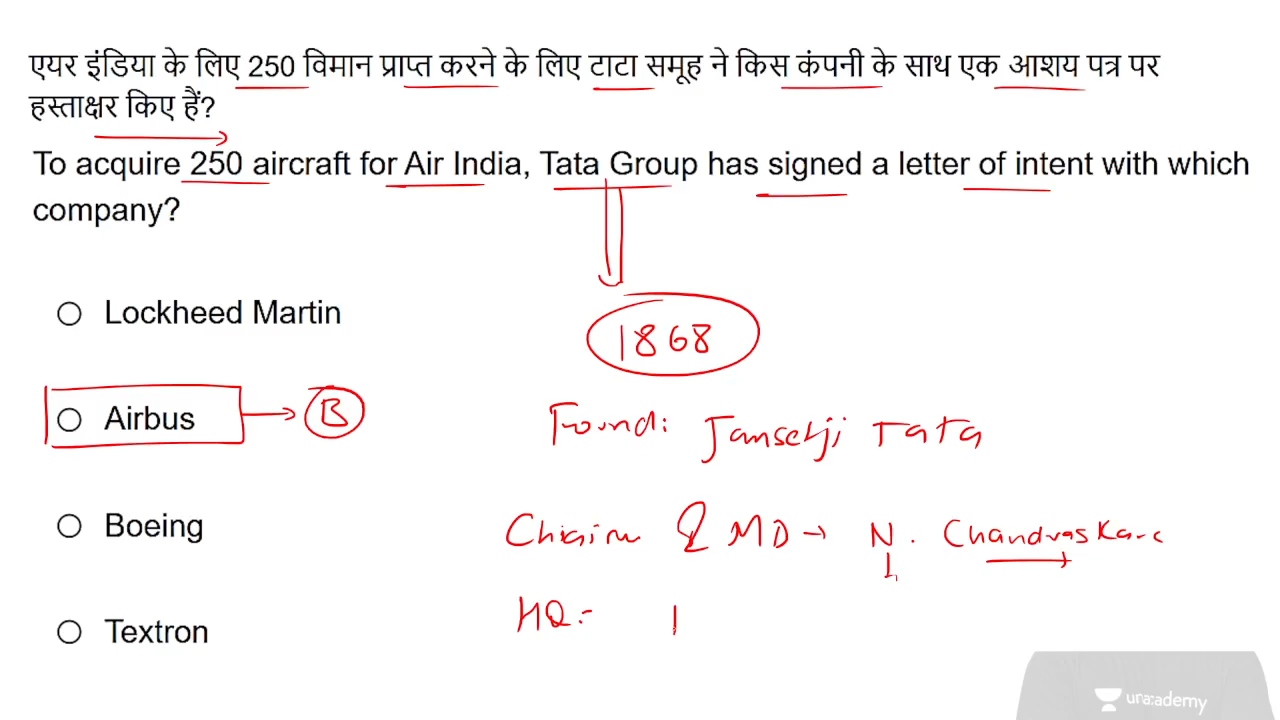 एयर इंडिया के लिए 250 विमान प्राप्त करने के लिए टाटा समूह ने किस कंपनी के साथ एक आशय पत्र पर
हस्ताक्षर किए हैं?
To acquire 250 aircraft for Air India, Tata Group has signed a letter of intent with which
company?
Lockheed Martin
1868
Airbus
B
Found: Jamsetji Tata
Boeing
& MD → N.
HQ:
Textron
unacademy